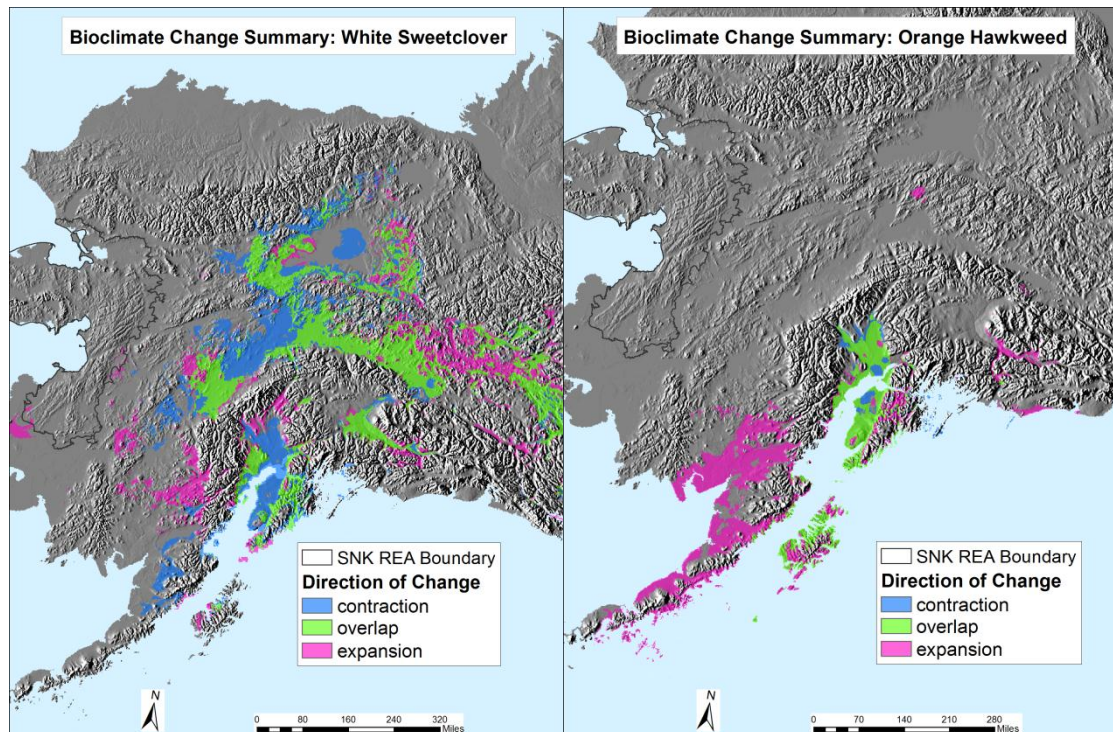 Bioclimate Change Summary: White Sweetclover
SNK REA Boundary
Direction of Change
contraction
overlap
expansion
N
0 80 160 240 320
Miles
Bioclimate Change Summary: Orange Hawkweed
SNK REA Boundary
Direction of Change
contraction
overlap
expansion
N
0 70 140 210 280
Miles